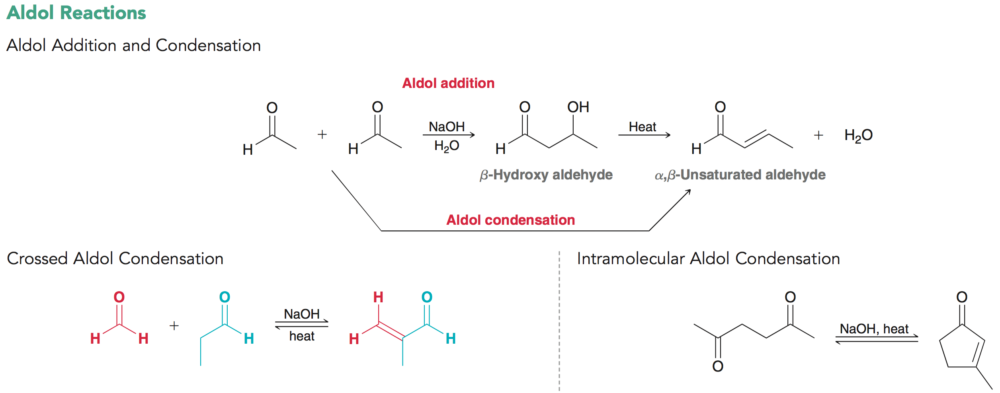 Aldol Reactions
Aldol Addition and Condensation
Aldol addition
O
H
+
O
H
NaOH
H₂O
O
OH
H
β-Hydroxy aldehyde
Heat
O
H
α,β-Unsaturated aldehyde
+
H₂O
Aldol condensation
Crossed Aldol Condensation
O
H
H
+
O
H
NaOH
heat
H
H
O
H
Intramolecular Aldol Condensation
O
O
NaOH, heat
O